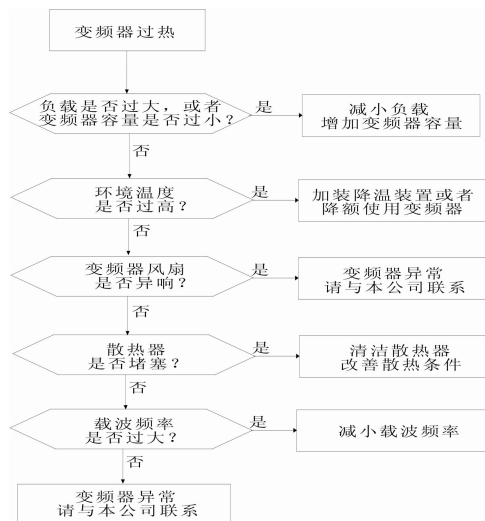 变频器过热
负载是否过大，或者
变频器容量是否过小？
是
减小负载
增加变频器容量
否
环境温度
是否过高？
是
加装降温装置或者
降额使用变频器
否
变频器风扇
是否异响？
是
变频器异常
请与本公司联系
否
散热器
是否堵塞？
是
清洁散热器
改善散热条件
否
载波频率
是否过大？
是
减小载波频率
否
变频器异常
请与本公司联系